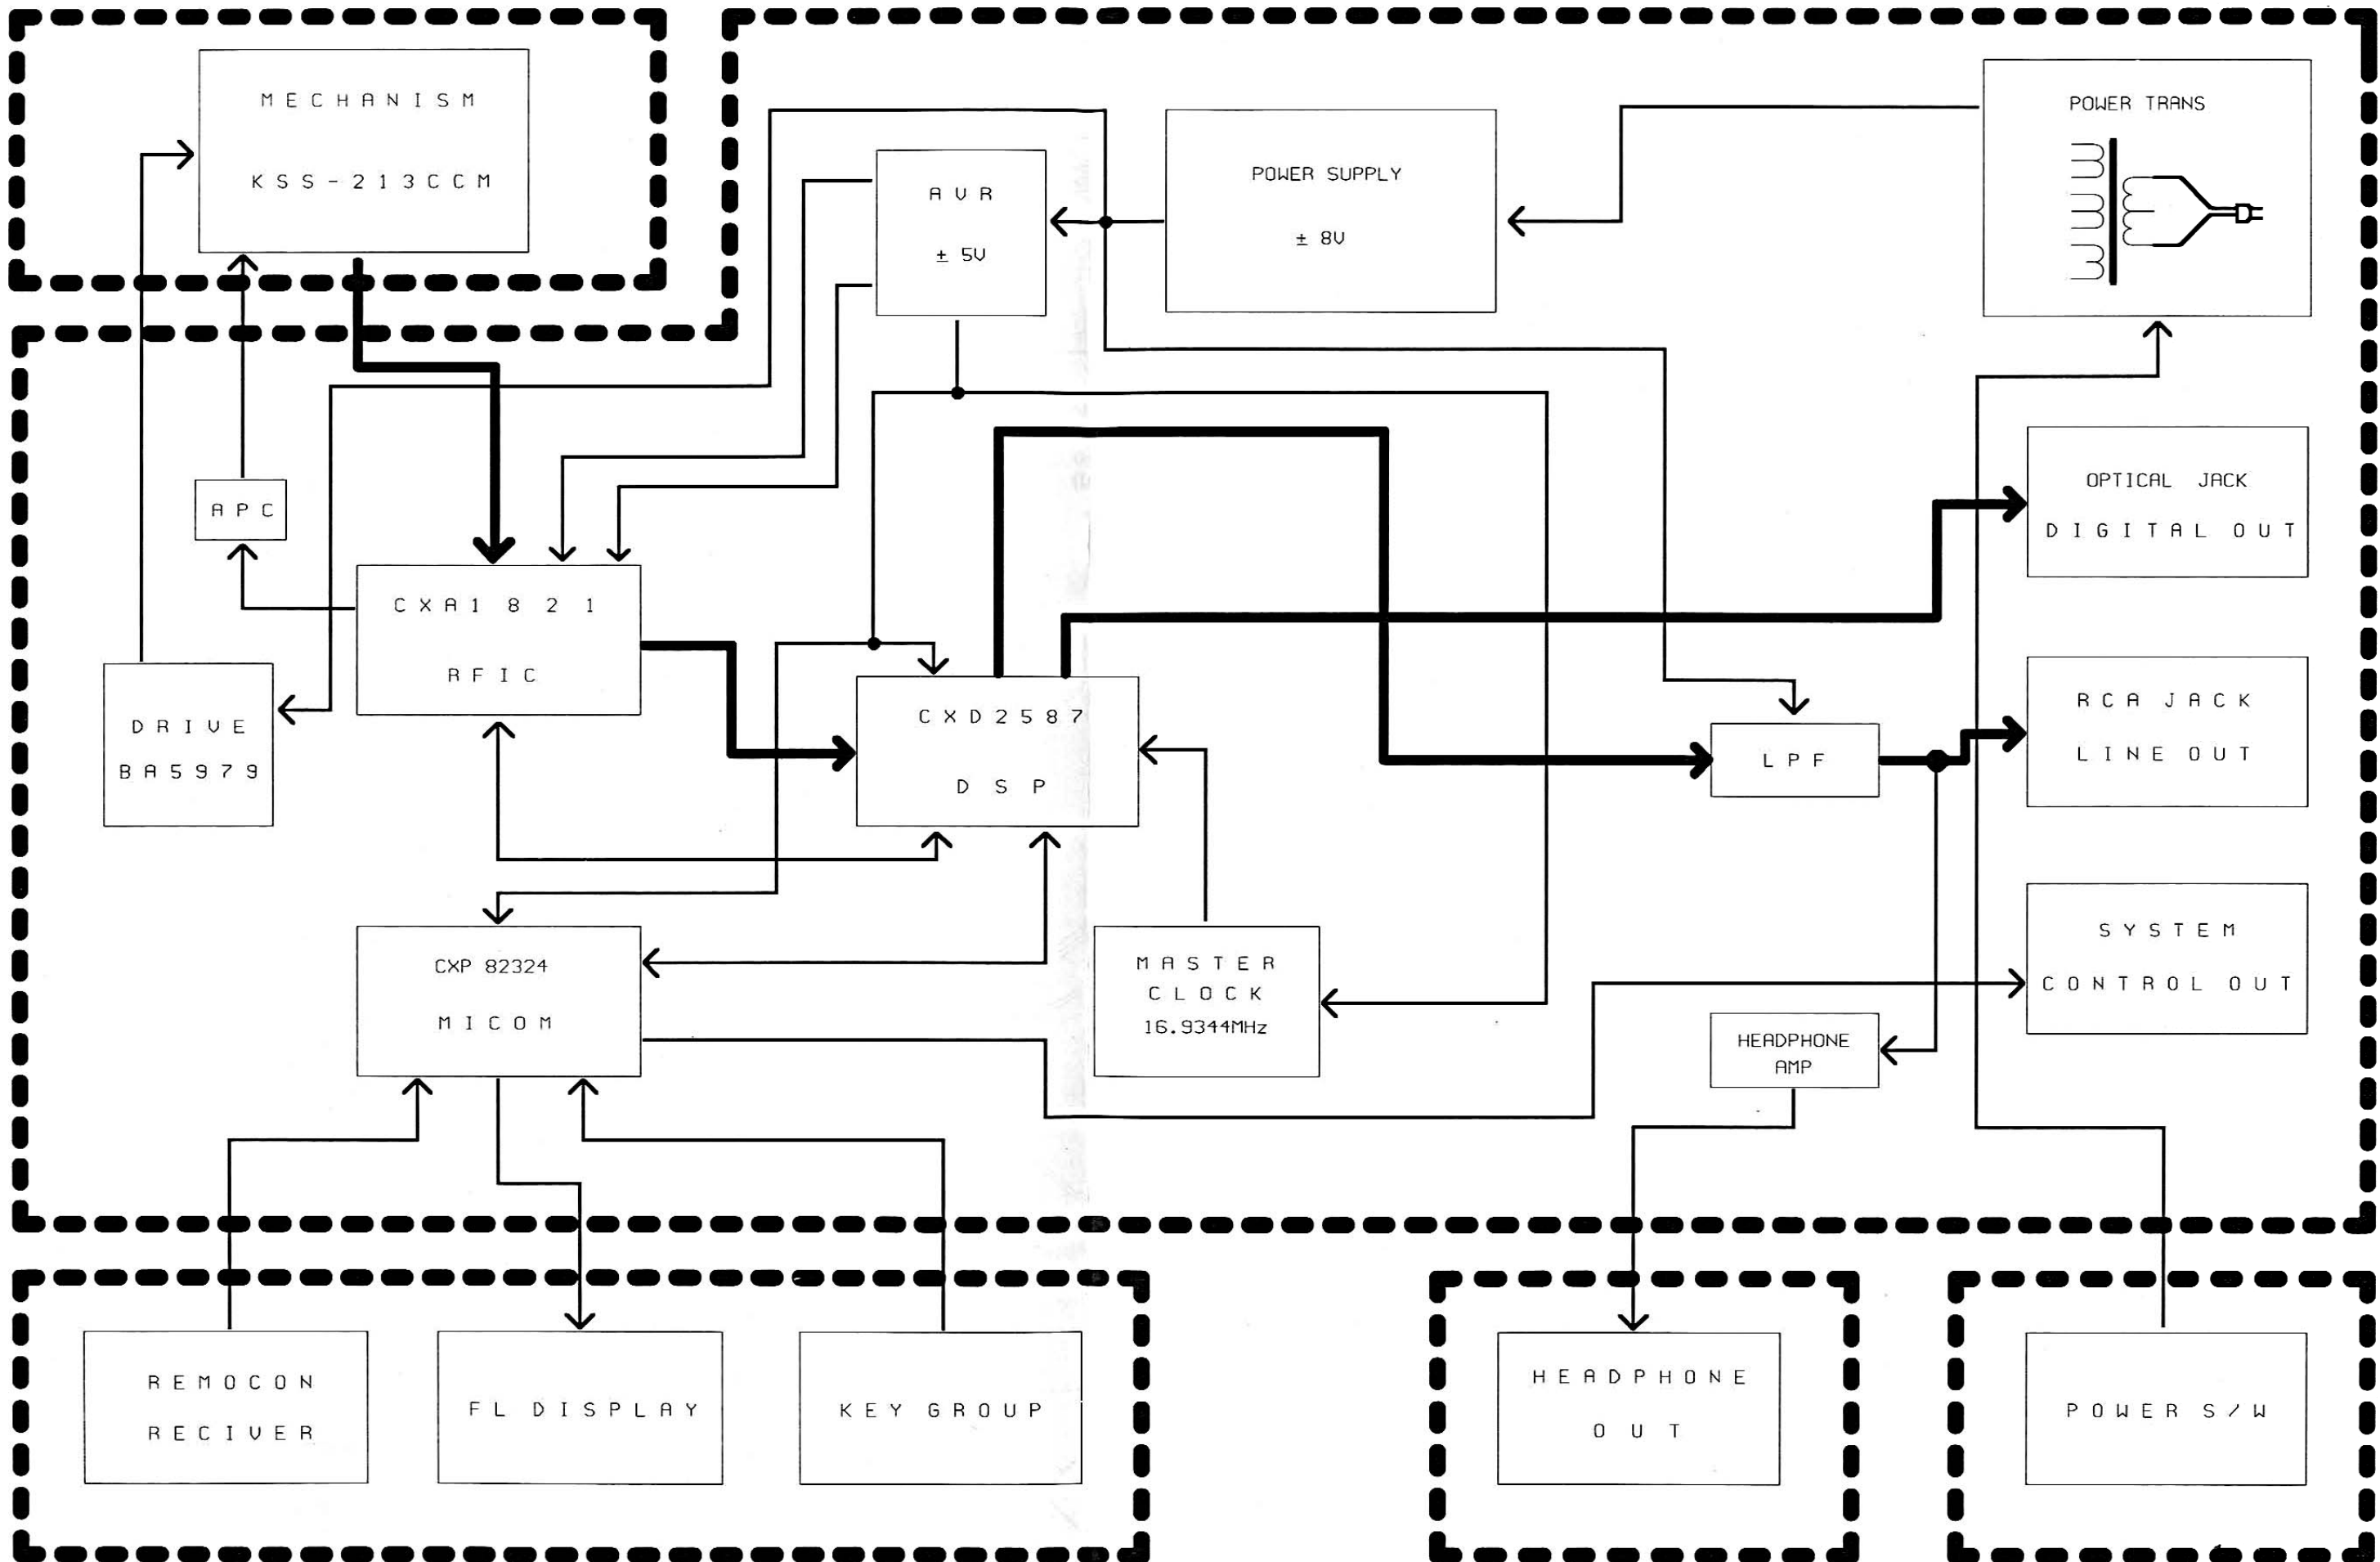 MECHANISM
KSS-213CCM
POWER TRANS
AVR
± 5V
POWER SUPPLY
± 8V
APC
OPTICAL JACK
DIGITAL OUT
CXA1821
RFIC
DRIVE
BA5979
CXD2587
DSP
LPF
RCA JACK
LINE OUT
CXP 82324
MICOM
MASTER
CLOCK
16.9344MHz
SYSTEM
CONTROL OUT
HEADPHONE
AMP
REMOCON
RECIVER
FL DISPLAY
KEY GROUP
HEADPHONE
OUT
POWER S/W